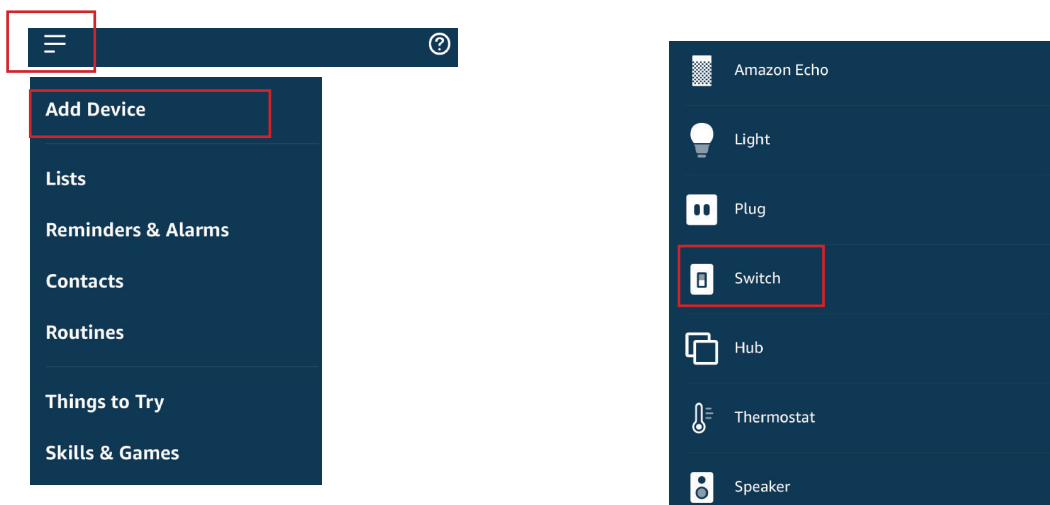 Add Device
Lists
Reminders & Alarms
Contacts
Routines
Things to Try
Skills & Games
Amazon Echo
Light
Plug
Switch
Hub
Thermostat
Speaker